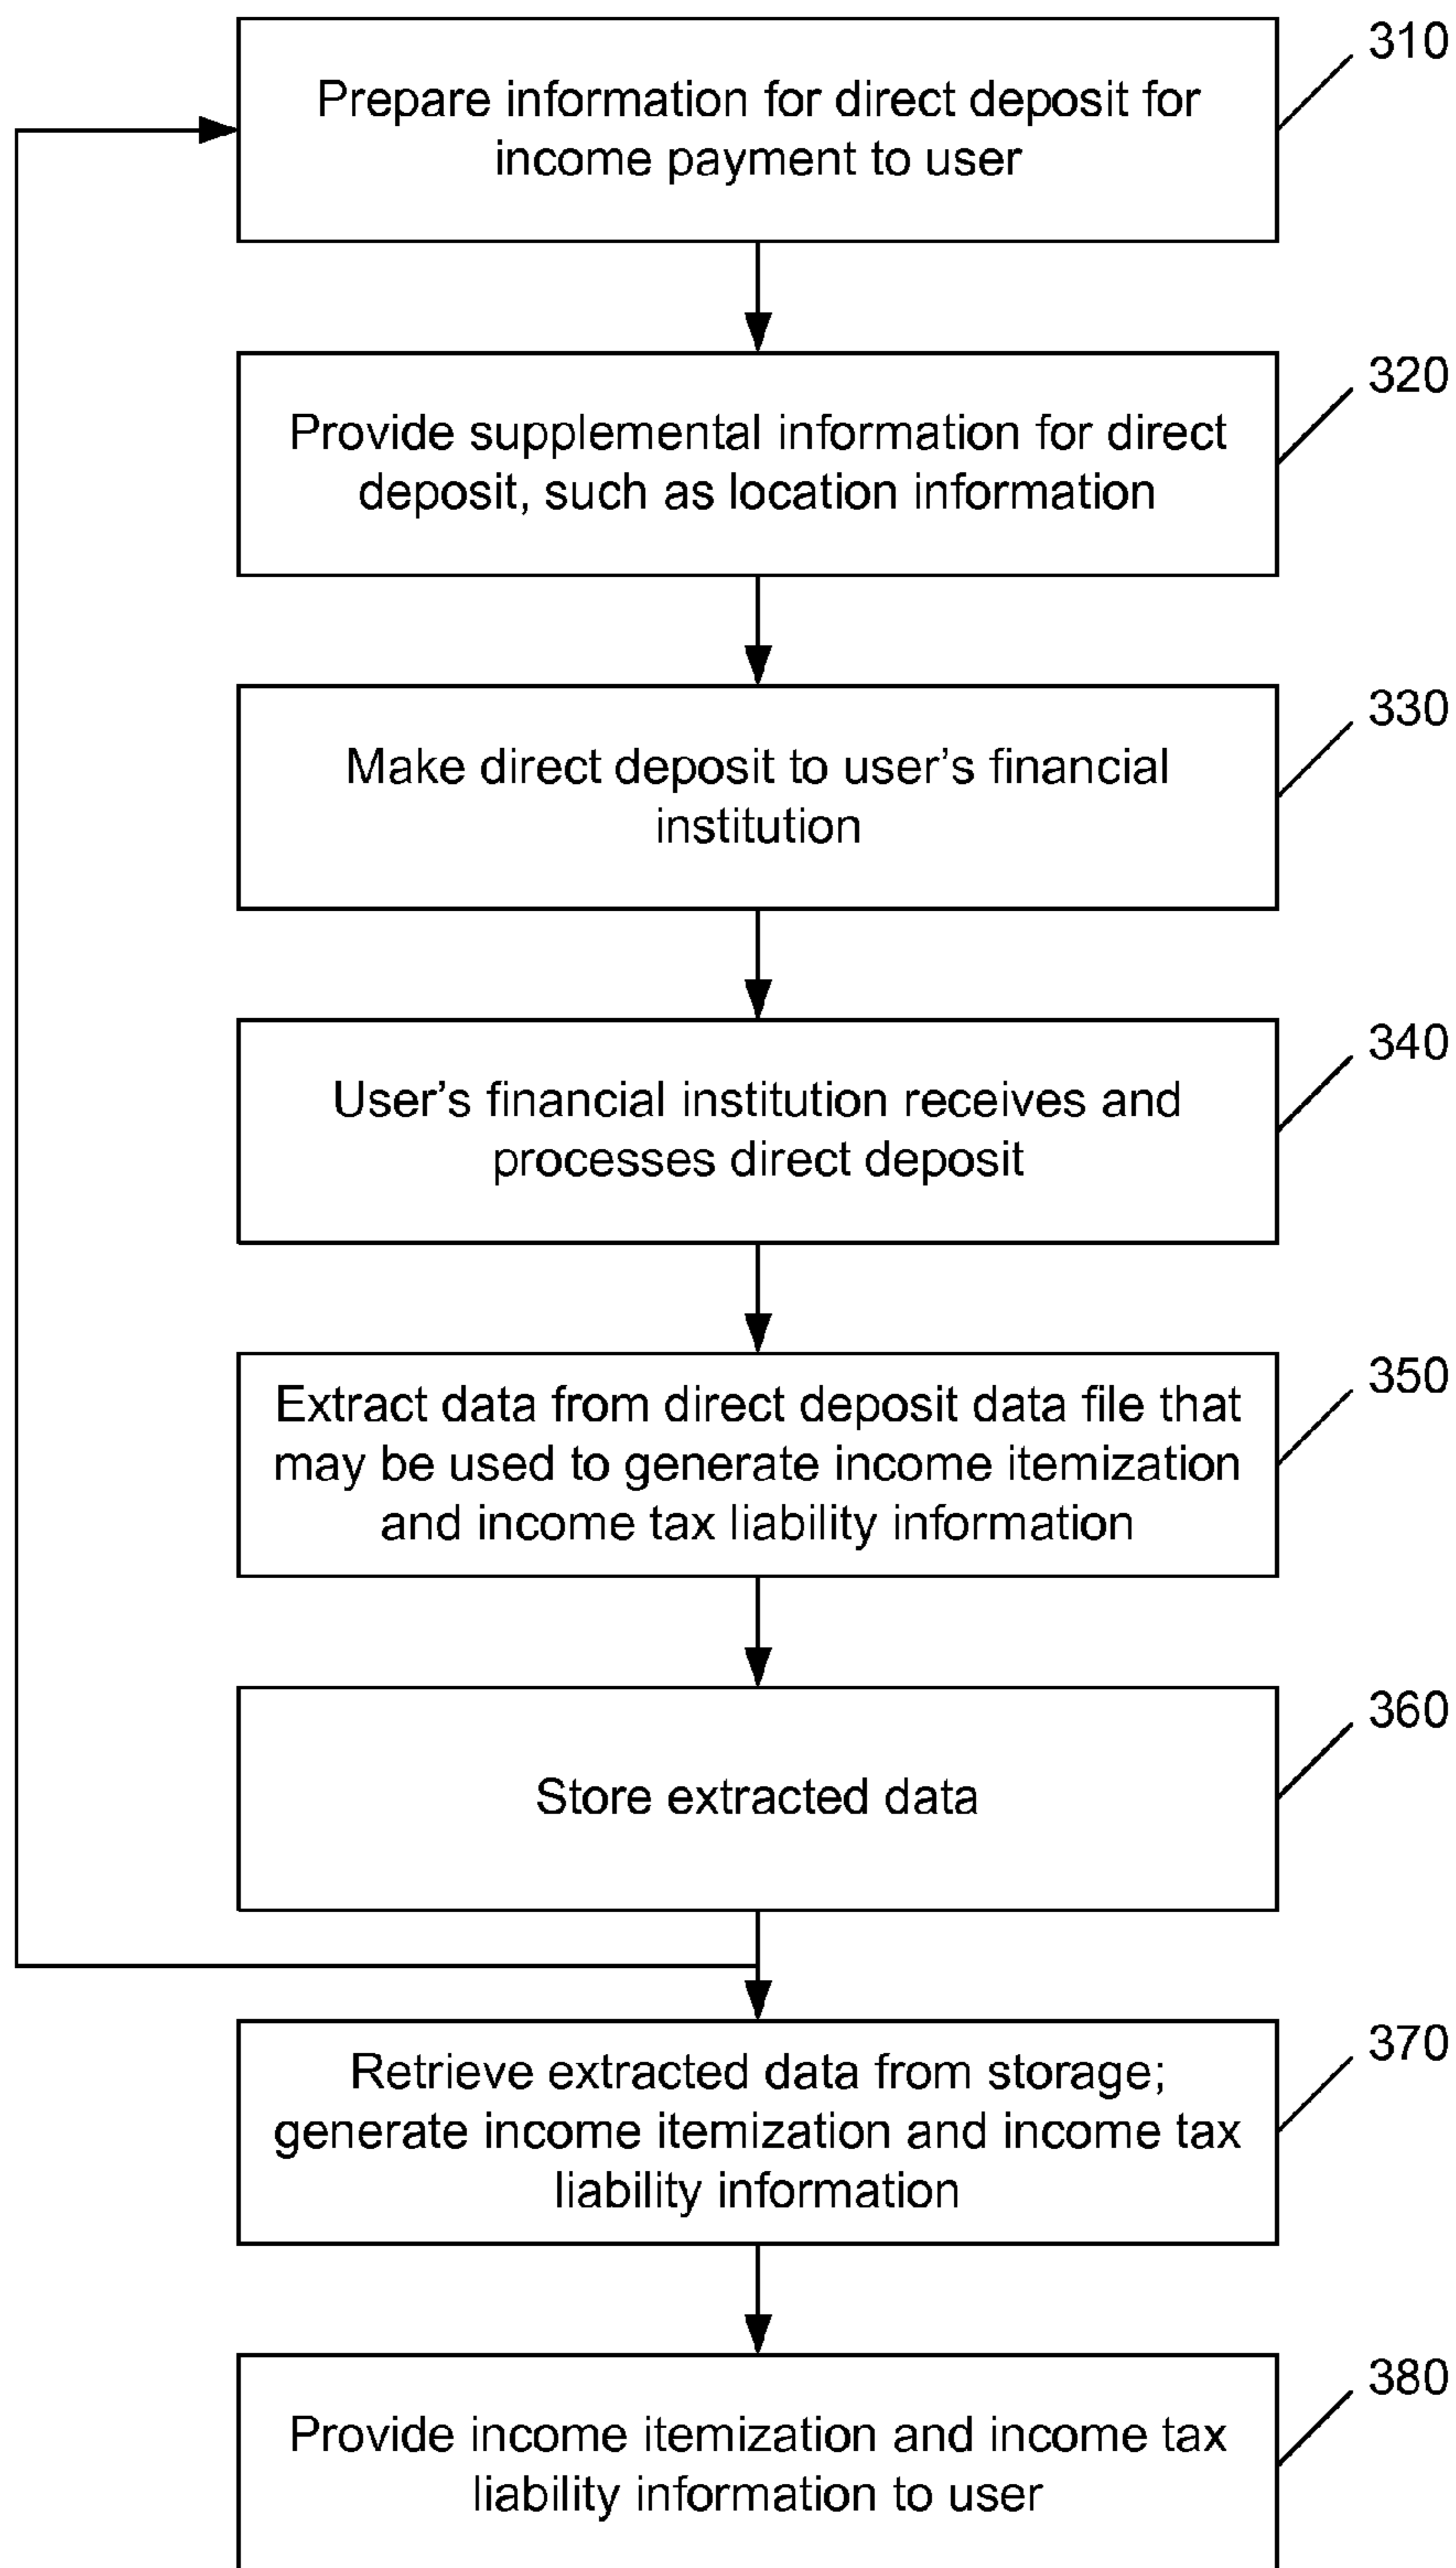 310
Prepare information for direct deposit for
income payment to user
320
Provide supplemental information for direct
deposit, such as location information
330
Make direct deposit to user’s financial
institution
340
User’s financial institution receives and
processes direct deposit
350
Extract data from direct deposit data file that
may be used to generate income itemization
and income tax liability information
360
Store extracted data
370
Retrieve extracted data from storage;
generate income itemization and income tax
liability information
380
Provide income itemization and income tax
liability information to user